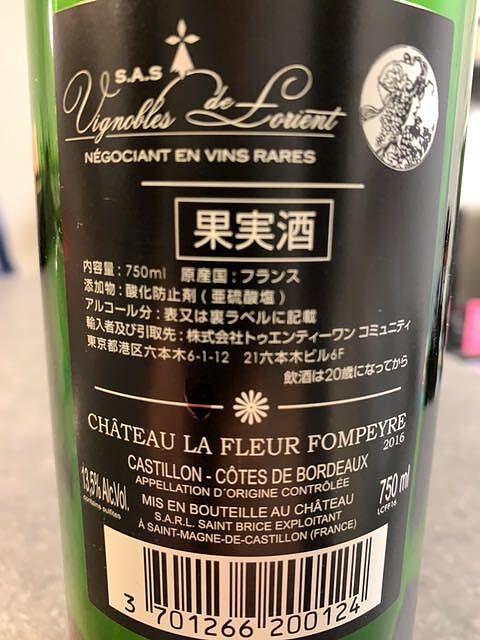 S.A.S
Vignobles de Lorient
NÉGOCIANT EN VINS RARES
果実酒
内容量：750ml 原産国：フランス
添加物：酸化防止剤（亜硫酸塩）
アルコール分：表又は裏ラベルに記載
輸入者及び引取先：株式会社トゥエンティーワン コミュニティ
東京都港区六本木6-1-12 21六本木ビル6F
飲酒は20歳になってから
CHÂTEAU LA FLEUR FOMPEYRE
2016
CASTILLON - CÔTES DE BORDEAUX
APPELLATION D'ORIGINE CONTRÔLÉE
13,5% Alc.Vol.
contains sulfites
750 ml
LCFF16
MIS EN BOUTEILLE AU CHÂTEAU
S.A.R.L. SAINT BRICE EXPLOITANT
À SAINT-MAGNE-DE-CASTILLON (FRANCE)
3 701266 200124